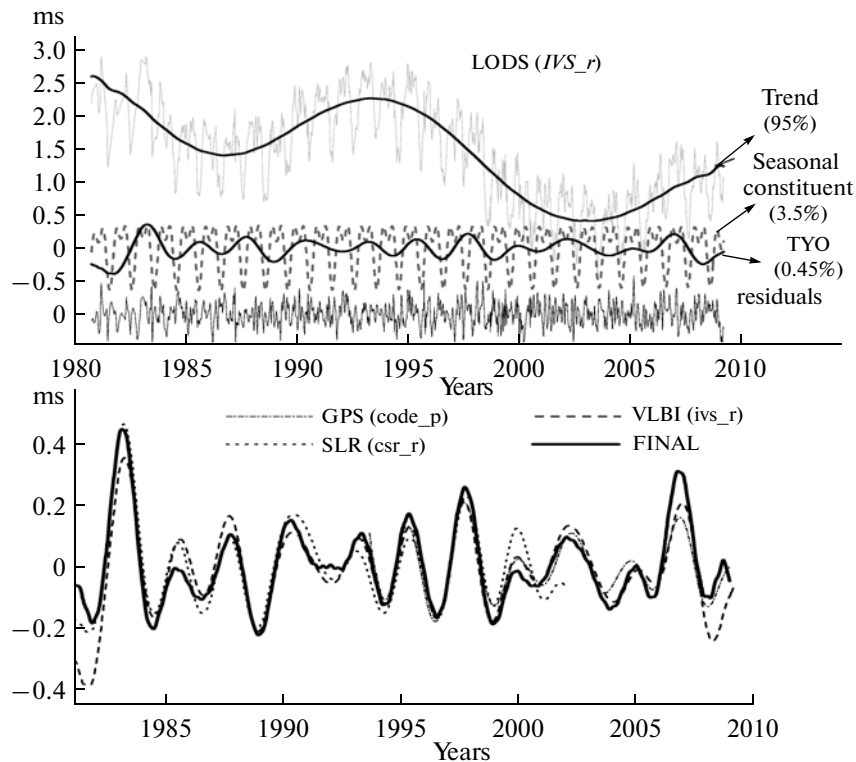 ms
3.0
2.5
2.0
1.5
1.0
0.5
0
−0.5
0
LODS (IVS_r)
Trend
(95%)
Seasonal
constituent
(3.5%)
TYO
(0.45%)
residuals
1980 1985 1990 1995 2000 2005 2010
Years
ms
GPS (code_p) VLBI (ivs_r)
SLR (csr_r) FINAL
0.4
0.2
0
−0.2
−0.4
1985 1990 1995 2000 2005 2010
Years